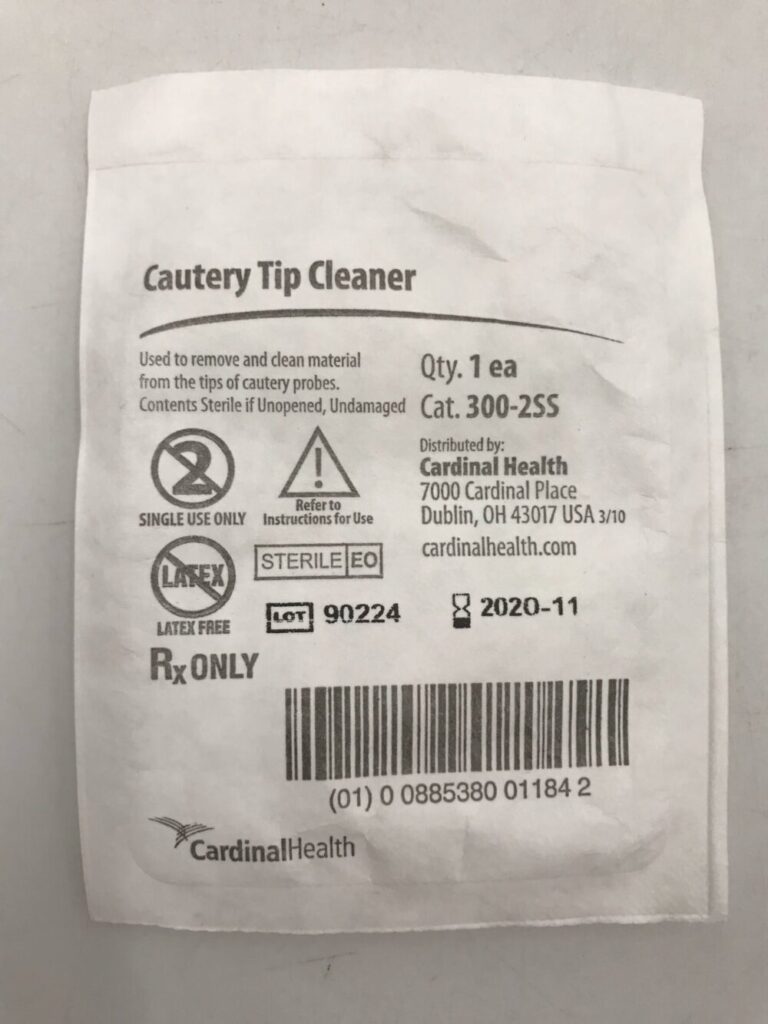 Cautery Tip Cleaner
Used to remove and clean material
from the tips of cautery probes.
Contents Sterile if Unopened, Undamaged
Qty. 1 ea
Cat. 300-2SS
2
SINGLE USE ONLY
!
Refer to
Instructions for Use
Distributed by:
Cardinal Health
7000 Cardinal Place
Dublin, OH 43017 USA 3/10
cardinalhealth.com
LATEX
LATEX FREE
STERILE EO
LOT 90224
2020-11
Rx ONLY
(01) 0 0885380 01184 2
CardinalHealth